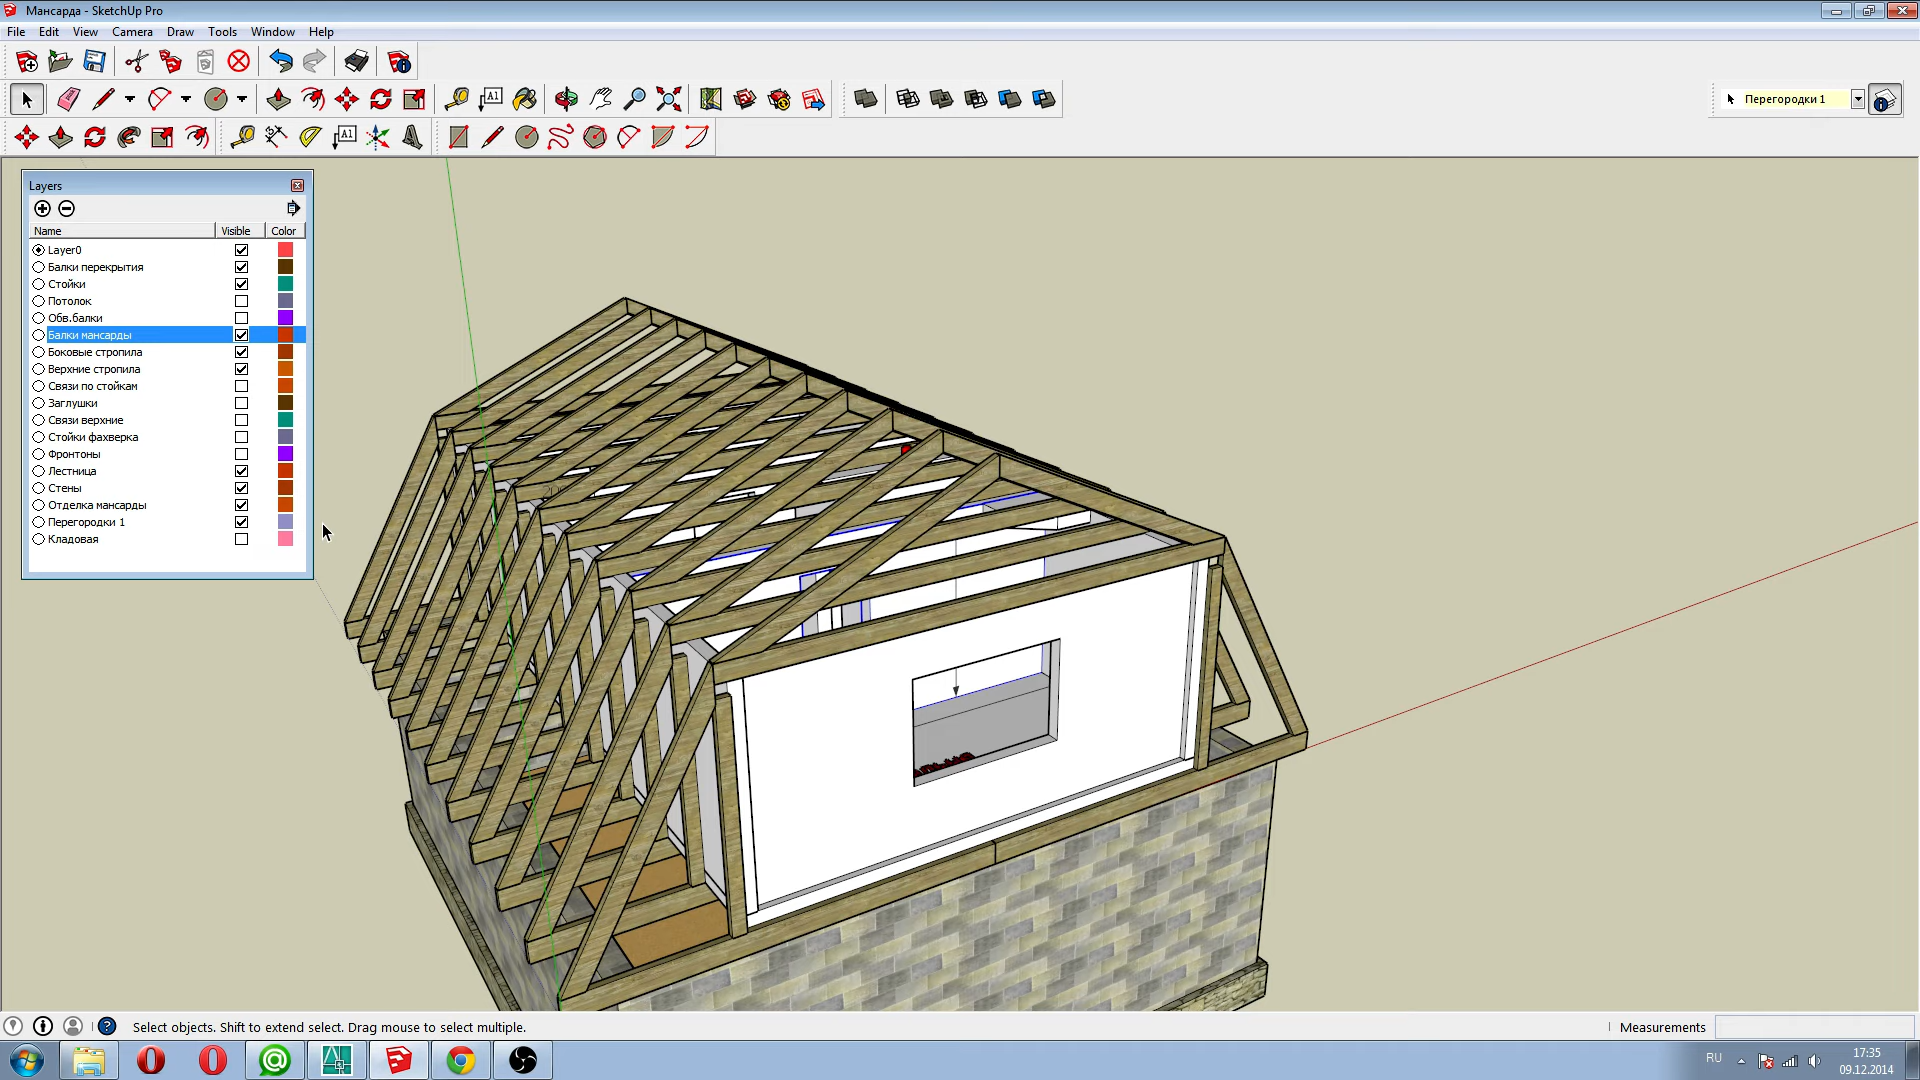 Мансарда - SketchUp Pro
File Edit View Camera Draw Tools Window Help
A1
Перегородки 1
A1
Layers
Name Visible Color
Layer0
Балки перекрытия
Стойки
Потолок
Обв.балки
Балки мансарды
Боковые стропила
Верхние стропила
Связи по стойкам
Заглушки
Связи верхние
Стойки фахверка
Фронтоны
Лестница
Стены
Отделка мансарды
Перегородки 1
Кладовая
Select objects. Shift to extend select. Drag mouse to select multiple.
Measurements
RU
17:35
09.12.2014